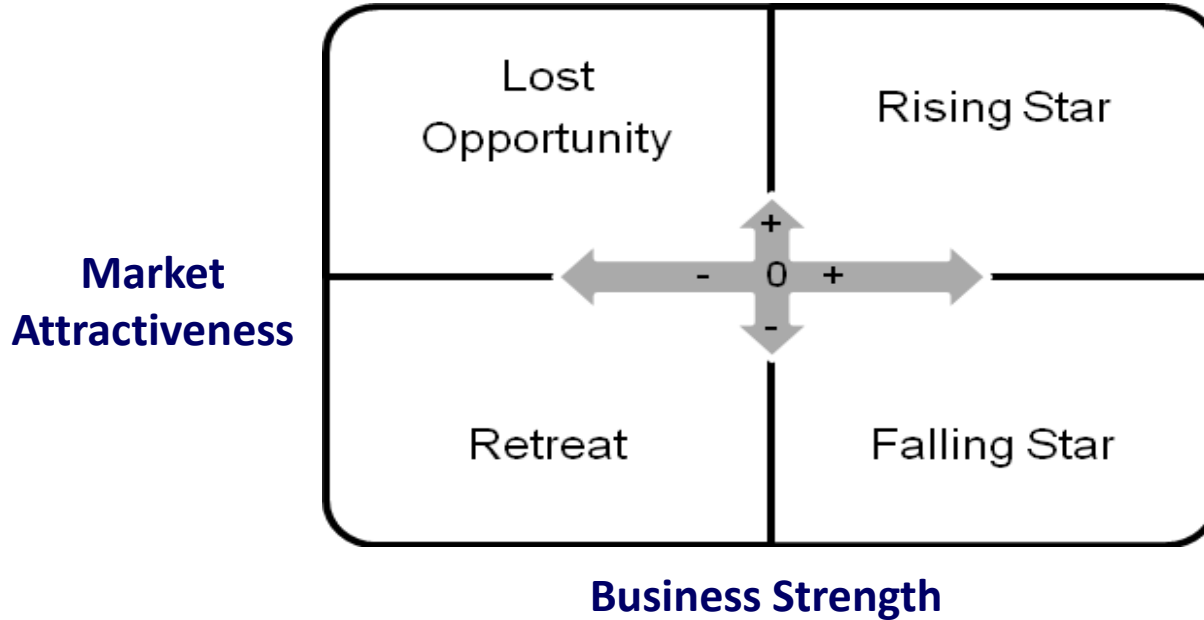 Lost
Opportunity
Rising Star
+
Market
Attractiveness
- 0 +
-
Retreat
Falling Star
Business Strength